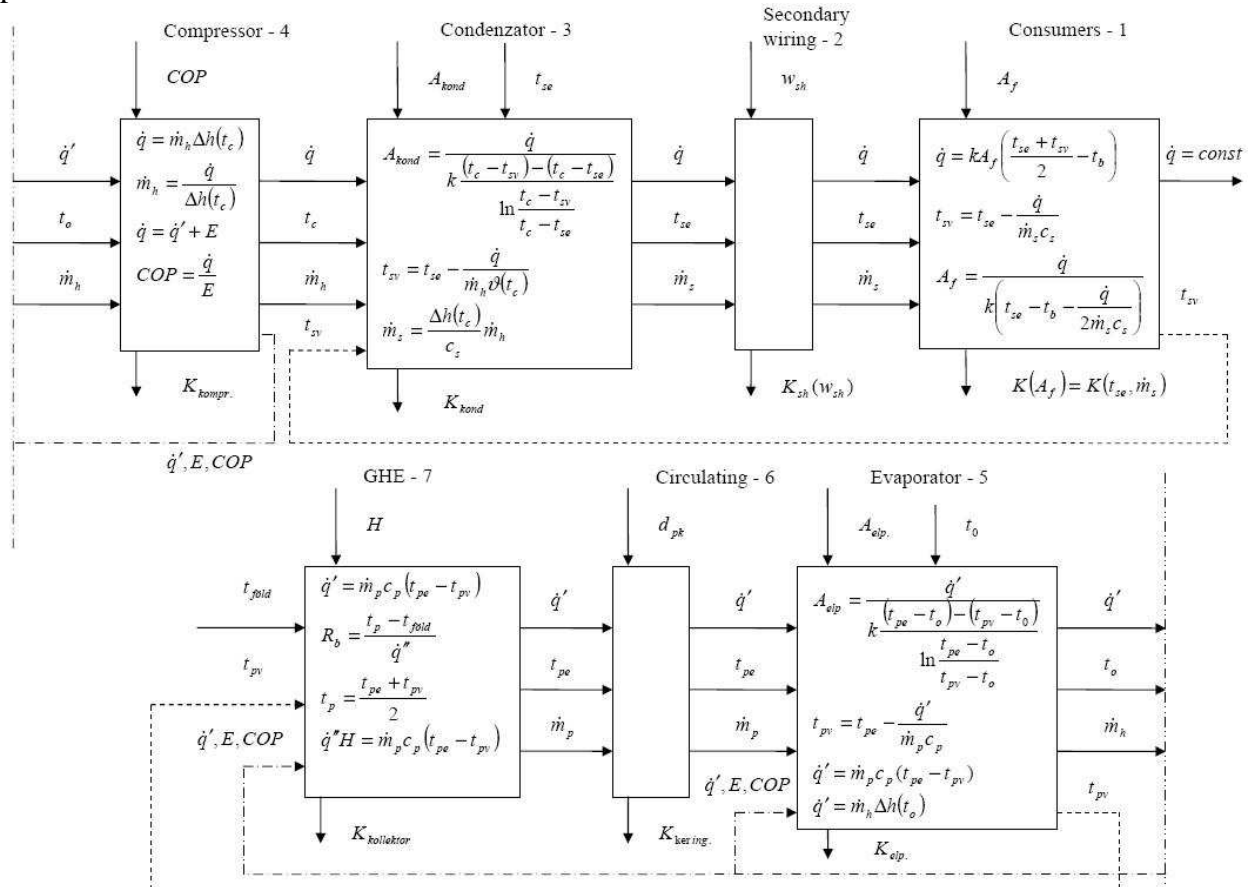 Compressor - 4
Condenzator - 3
Secondary
wiring - 2
Consumers - 1
COP
A_kond
t_se
w_sh
A_f
q̇′
t_o
ṁ_h
q̇ = ṁ_h Δh(t_c)
ṁ_h = q̇ / Δh(t_c)
q̇ = q̇′ + E
COP = q̇ / E
q̇
t_c
ṁ_h
t_sv
A_kond = q̇ / (k ((t_c − t_sv) − (t_c − t_se)) / (ln (t_c − t_sv) / (t_c − t_se)))
t_sv = t_se − q̇ / (ṁ_h ϑ(t_c))
ṁ_s = (Δh(t_c) / c_s) ṁ_h
q̇
t_se
ṁ_s
q̇
t_se
ṁ_s
q̇ = kA_f ((t_se + t_sv) / 2 − t_b)
t_sv = t_se − q̇ / (ṁ_s c_s)
A_f = q̇ / (k (t_se − t_b − q̇ / (2ṁ_s c_s)))
q̇ = const
t_sv
K_kompr.
K_kond
K_sh(w_sh)
K(A_f) = K(t_se, ṁ_s)
q̇′, E, COP
GHE - 7
Circulating - 6
Evaporator - 5
H
d_pk
A_elp.
t_0
t_föld
t_pv
q̇′, E, COP
q̇′ = ṁ_p c_p (t_pe − t_pv)
R_b = (t_p − t_föld) / q̇″
t_p = (t_pe + t_pv) / 2
q̇″H = ṁ_p c_p (t_pe − t_pv)
q̇′
t_pe
ṁ_p
q̇′
t_pe
ṁ_p
q̇′, E, COP
A_elp = q̇′ / (k ((t_pe − t_o) − (t_pv − t_0)) / (ln (t_pe − t_o) / (t_pv − t_o)))
t_pv = t_pe − q̇′ / (ṁ_p c_p)
q̇′ = ṁ_p c_p (t_pe − t_pv)
q̇′ = ṁ_h Δh(t_o)
q̇′
t_o
ṁ_h
t_pv
K_kollektor
K_kering.
K_elp.